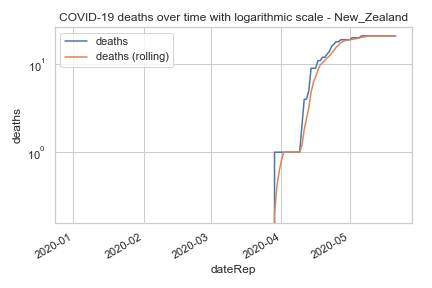 COVID-19 deaths over time with logarithmic scale - New_Zealand
deaths
deaths (rolling)
10¹
10⁰
deaths
2020-01
2020-02
2020-03
2020-04
2020-05
dateRep